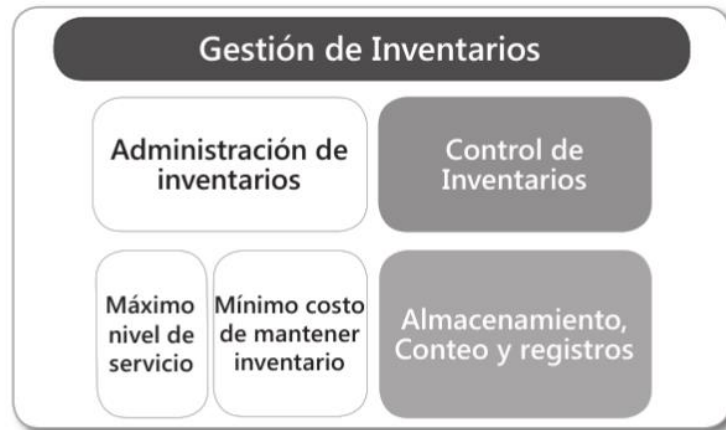 Gestión de Inventarios
Administración de
inventarios
Control de
Inventarios
Máximo
nivel de
servicio
Mínimo costo
de mantener
inventario
Almacenamiento,
Conteo y registros